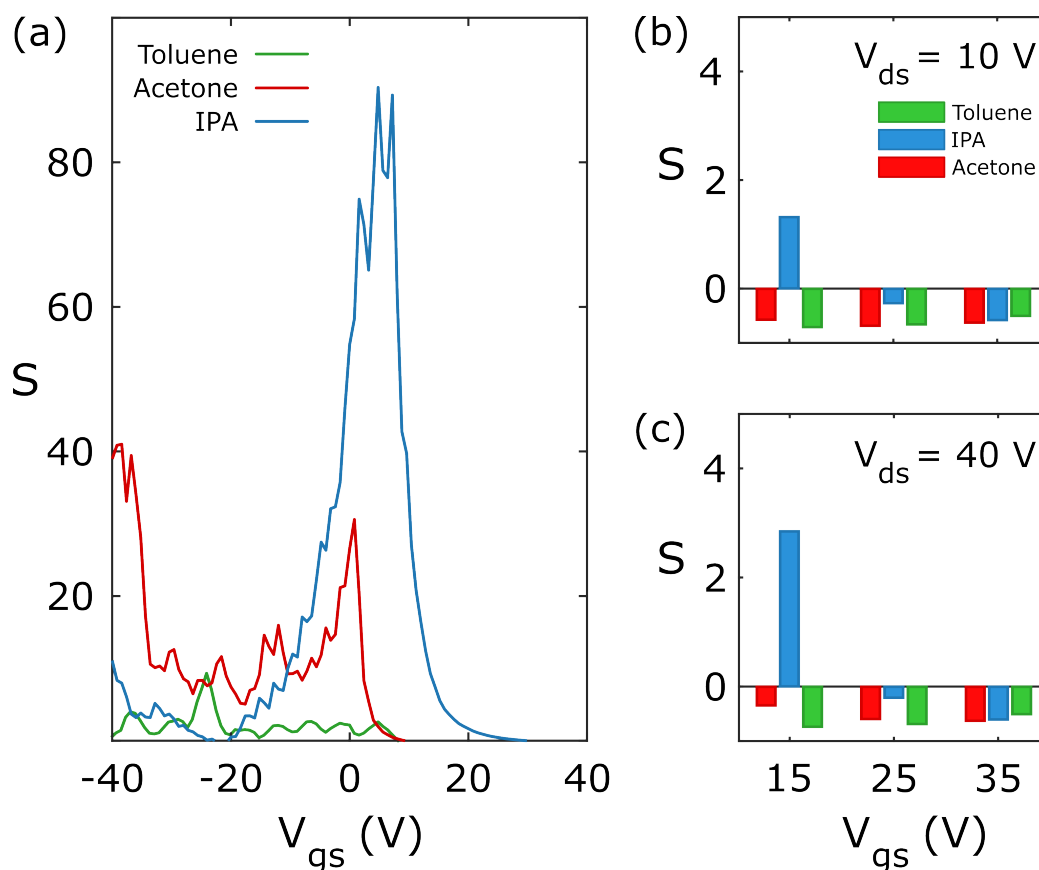 (a)
Toluene
Acetone
IPA
S
80
60
40
20
-40 -20 0 20 40
Vgs (V)
(b)
Vds = 10 V
Toluene
IPA
Acetone
S
4
2
0
(c)
Vds = 40 V
S
4
2
0
15 25 35
Vgs (V)